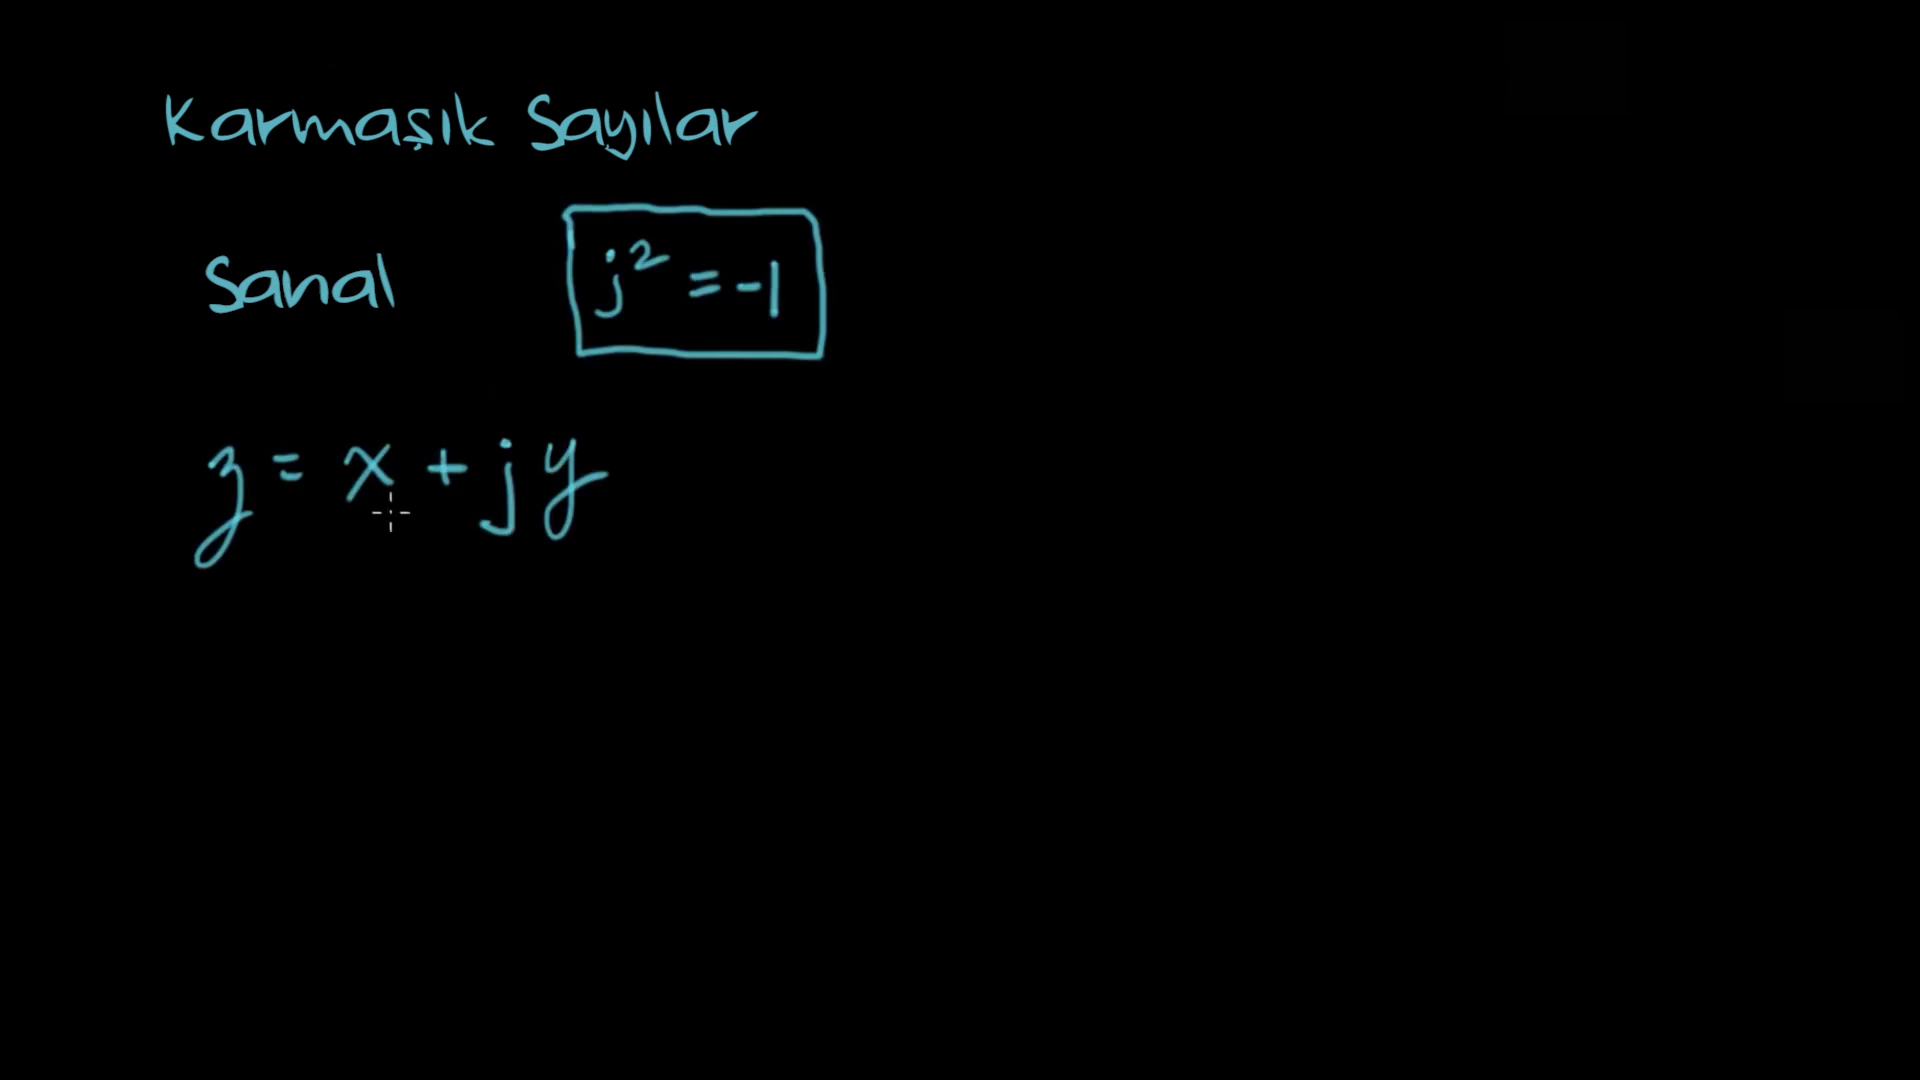 Karmaşık Sayılar
Sanal j² = -1
z = x + jy